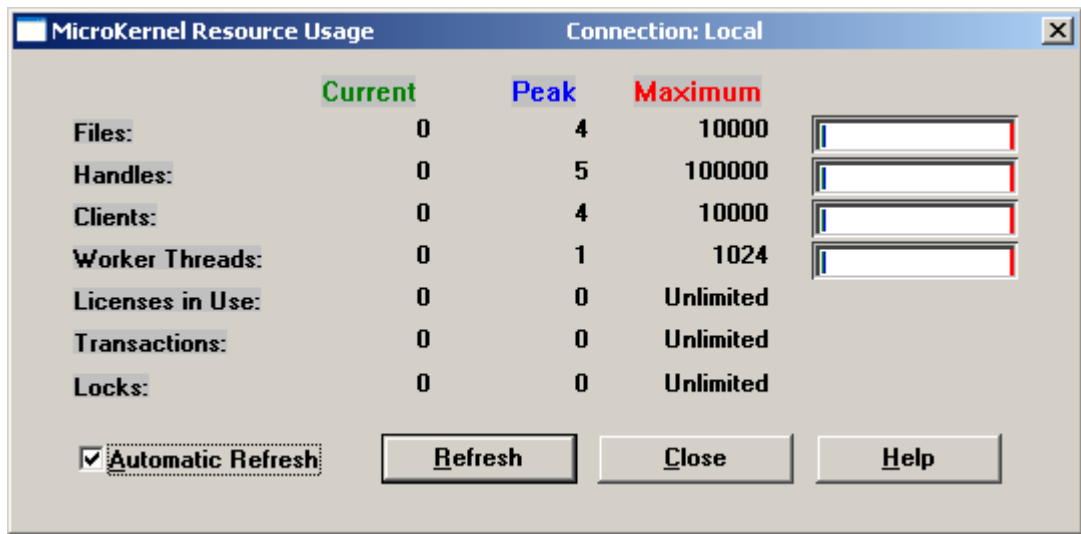 MicroKernel Resource Usage Connection: Local
Current Peak Maximum
Files: 0 4 10000
Handles: 0 5 100000
Clients: 0 4 10000
Worker Threads: 0 1 1024
Licenses in Use: 0 0 Unlimited
Transactions: 0 0 Unlimited
Locks: 0 0 Unlimited
Automatic Refresh Refresh Close Help